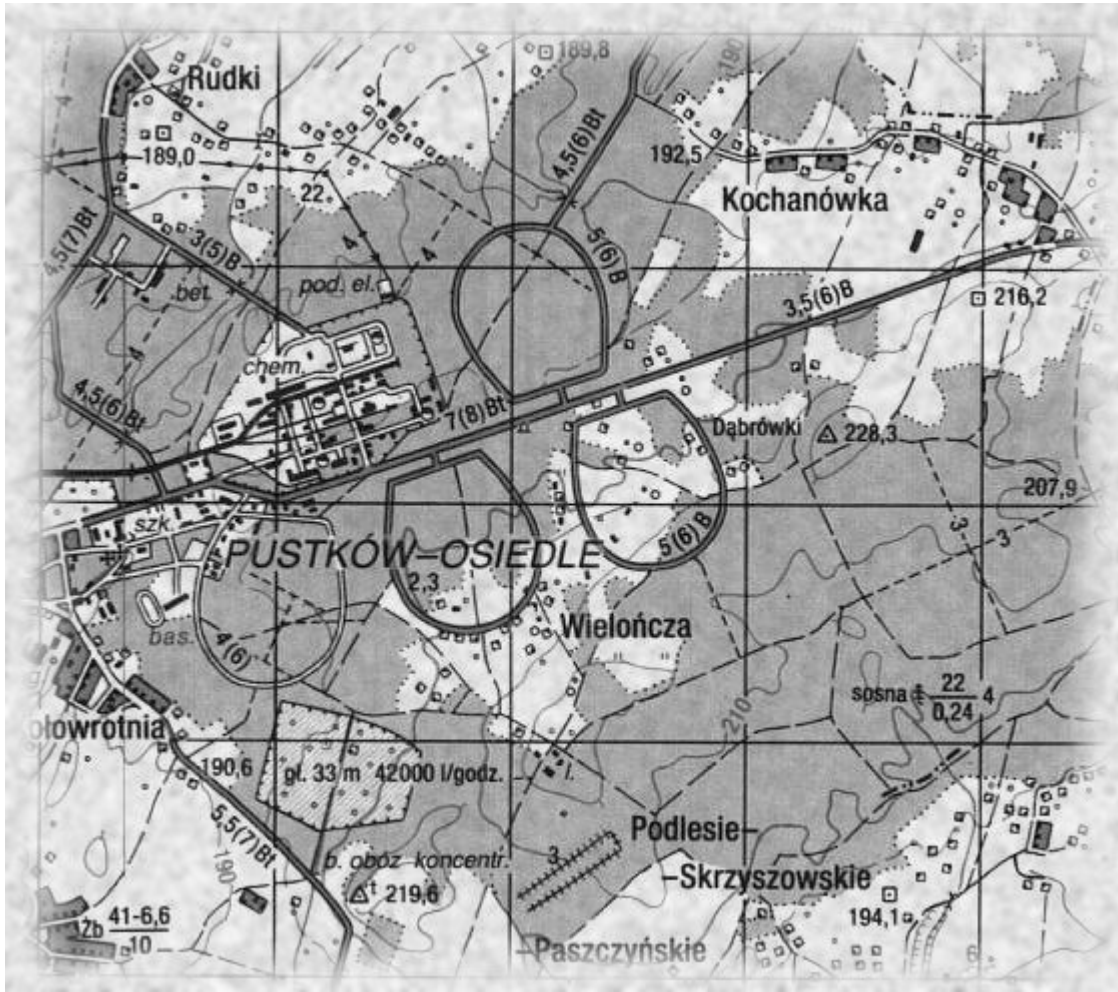 189,8
190
Rudki
4
189,0
22
4,5(6)Bt
192,5
Kochanówka
4,5(7)Bt
3(5)B
bet.
4
4
pod. el.
5(6)B
3,5(6)B
216,2
4
chem.
4,5(6)Bt
7(8)Bt
Dąbrówki
228,3
207,9
szk.
PUSTKÓW–OSIEDLE
5(6)B
3
3
2,3
bas.
4(6)
Wielończa
210
sosna 22 4
0,24
ołowrotnia
190,6
gł. 33 m 42000 l/godz.
l.
5,5(7)Bt
190
b. obóz koncentr.
3
Podlesie–
–Skrzyszowskie
t 219,6
194,1
Żb 41-6,6
10
–Paszczyńskie
6